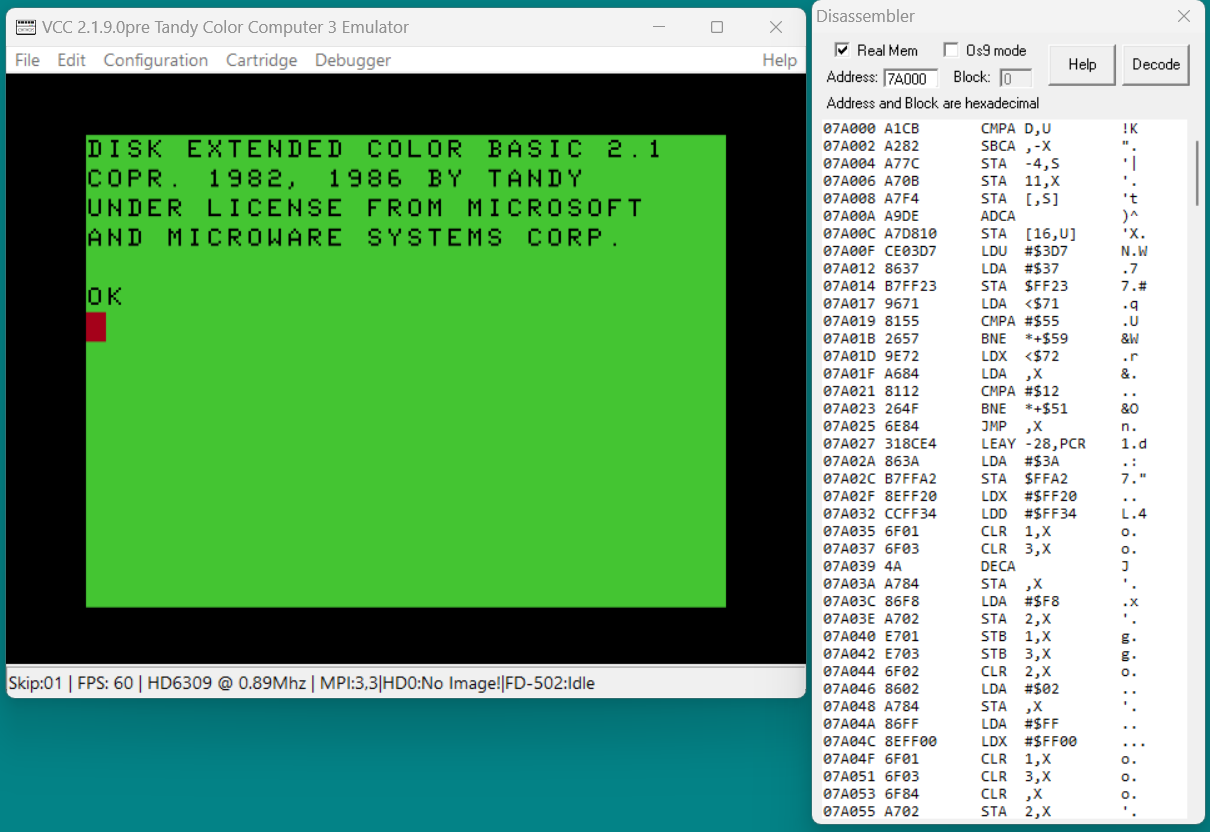 VCC 2.1.9.0pre Tandy Color Computer 3 Emulator
File Edit Configuration Cartridge Debugger Help
DISK EXTENDED COLOR BASIC 2.1
COPR. 1982, 1986 BY TANDY
UNDER LICENSE FROM MICROSOFT
AND MICROWARE SYSTEMS CORP.
OK
Skip:01 | FPS: 60 | HD6309 @ 0.89Mhz | MPI:3,3|HD0:No Image!|FD-502:Idle
Disassembler
Real Mem Os9 mode
Address: 7A000 Block: 0
Help Decode
Address and Block are hexadecimal
07A000 A1CB CMPA D,U !K
07A002 A282 SBCA ,-X ".
07A004 A77C STA -4,S '|
07A006 A70B STA 11,X '.
07A008 A7F4 STA [,S] 't
07A00A A9DE ADCA )^
07A00C A7D810 STA [16,U] 'X.
07A00F CE03D7 LDU #$3D7 N.W
07A012 8637 LDA #$37 .7
07A014 B7FF23 STA $FF23 7.#
07A017 9671 LDA <$71 .q
07A019 8155 CMPA #$55 .U
07A01B 2657 BNE *+$59 &W
07A01D 9E72 LDX <$72 .r
07A01F A684 LDA ,X &.
07A021 8112 CMPA #$12 ..
07A023 264F BNE *+$51 &O
07A025 6E84 JMP ,X n.
07A027 318CE4 LEAY -28,PCR 1.d
07A02A 863A LDA #$3A .:
07A02C B7FFA2 STA $FFA2 7."
07A02F 8EFF20 LDX #$FF20 ..
07A032 CCFF34 LDD #$FF34 L.4
07A035 6F01 CLR 1,X o.
07A037 6F03 CLR 3,X o.
07A039 4A DECA J
07A03A A784 STA ,X '.
07A03C 86F8 LDA #$F8 .x
07A03E A702 STA 2,X '.
07A040 E701 STB 1,X g.
07A042 E703 STB 3,X g.
07A044 6F02 CLR 2,X o.
07A046 8602 LDA #$02 ..
07A048 A784 STA ,X '.
07A04A 86FF LDA #$FF ..
07A04C 8EFF00 LDX #$FF00 ...
07A04F 6F01 CLR 1,X o.
07A051 6F03 CLR 3,X o.
07A053 6F84 CLR ,X o.
07A055 A702 STA 2,X '.